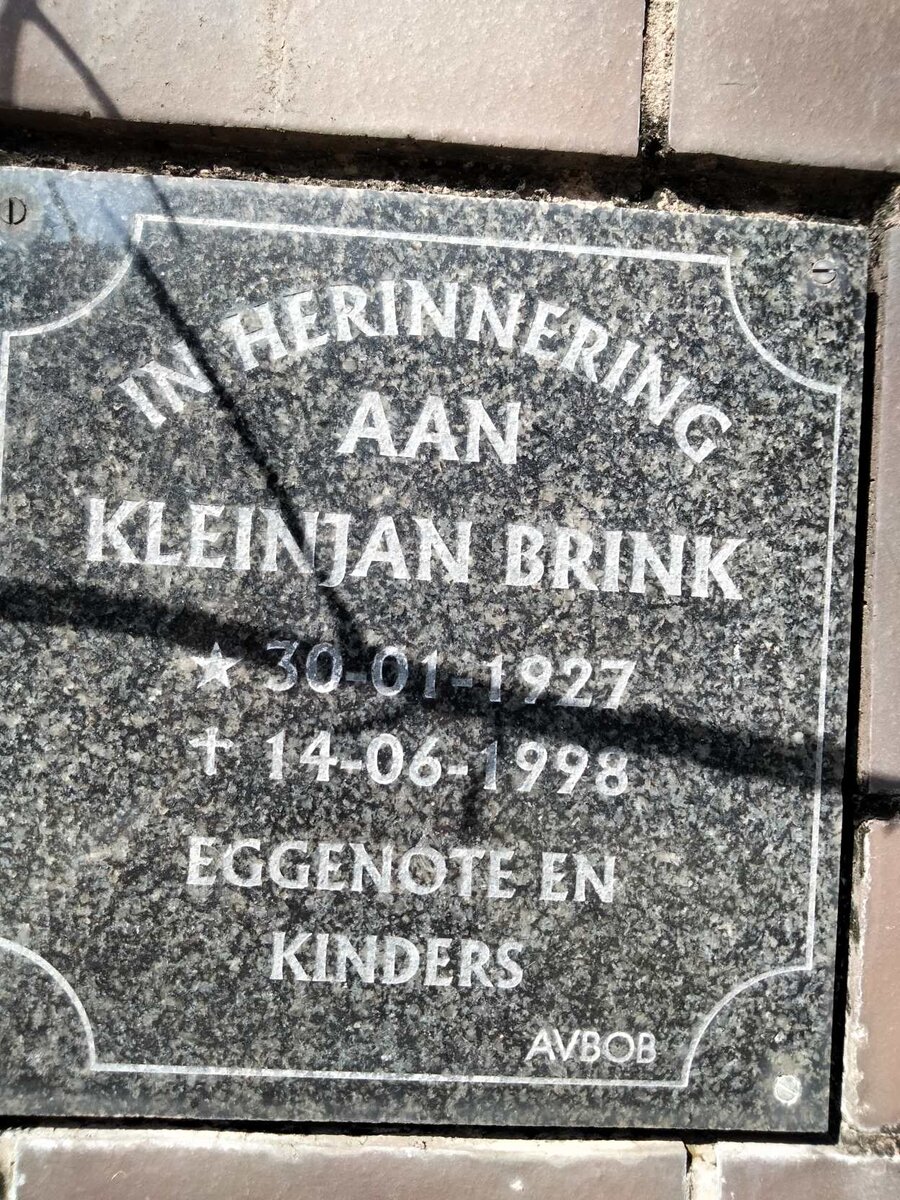 IN HERINNERING
AAN
KLEINJAN BRINK
★ 30-01-1927
✝ 14-06-1998
EGGENOTE EN
KINDERS
AVBOB